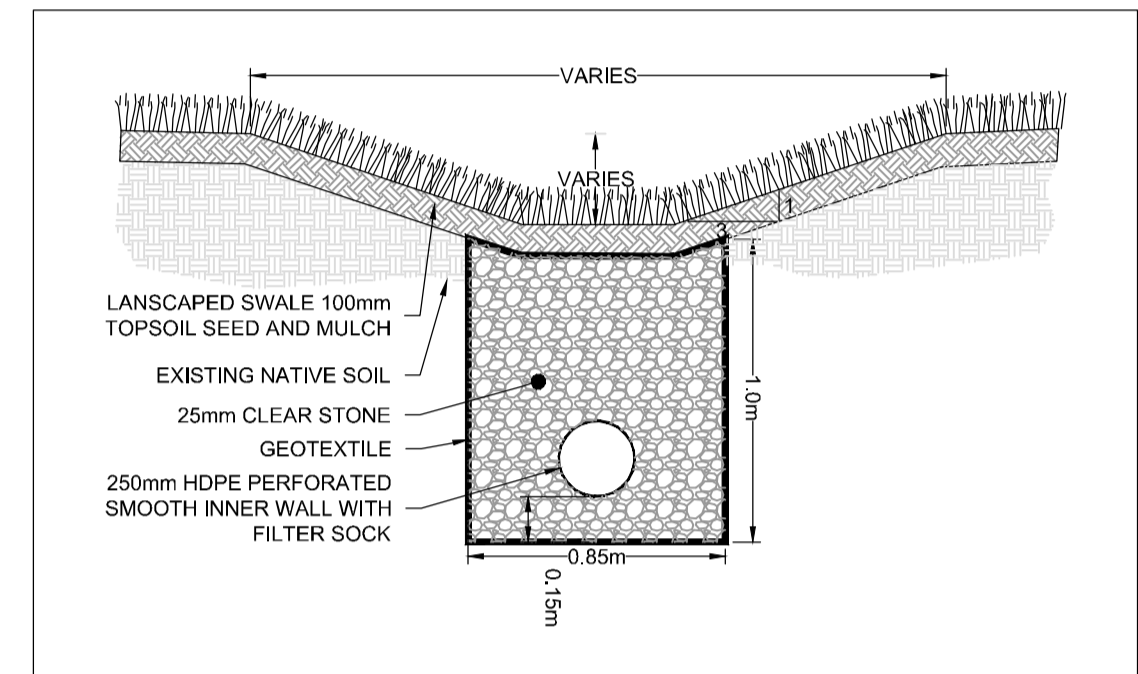 VARIES
VARIES
1
3
LANSCAPED SWALE 100mm
TOPSOIL SEED AND MULCH
EXISTING NATIVE SOIL
25mm CLEAR STONE
GEOTEXTILE
250mm HDPE PERFORATED
SMOOTH INNER WALL WITH
FILTER SOCK
1.0m
0.85m
0.15m